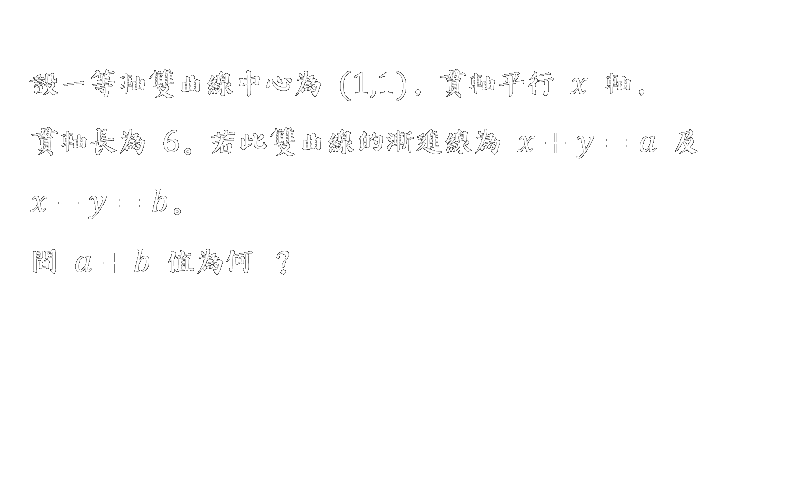 設一等軸雙曲線中心為 (1,1), 貫軸平行 x 軸,
貫軸長為 6。若此雙曲線的漸進線為 x + y = a 及
x − y = b。
問 a + b 值為何 ?